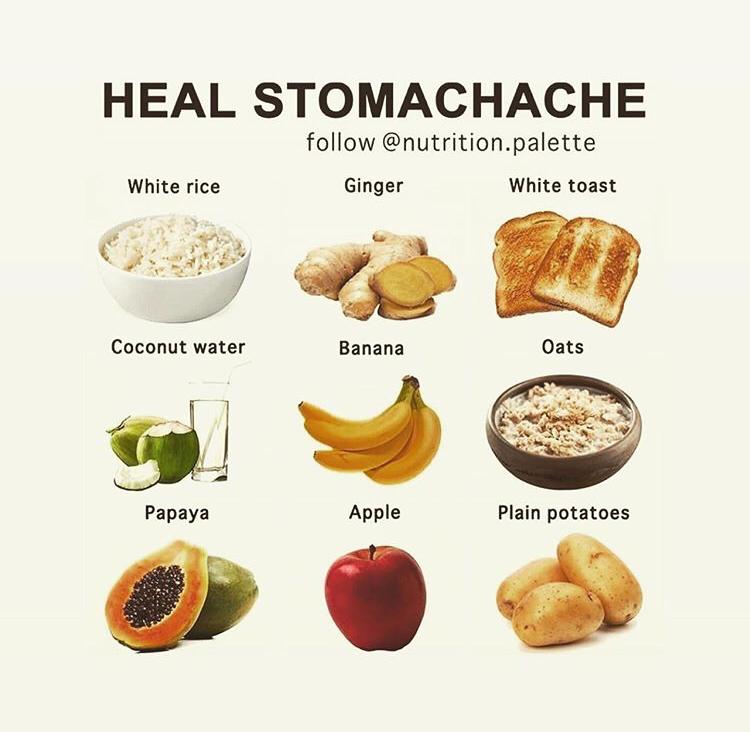 HEAL STOMACHACHE
follow @nutrition.palette
White rice
Ginger
White toast
Coconut water
Banana
Oats
Papaya
Apple
Plain potatoes